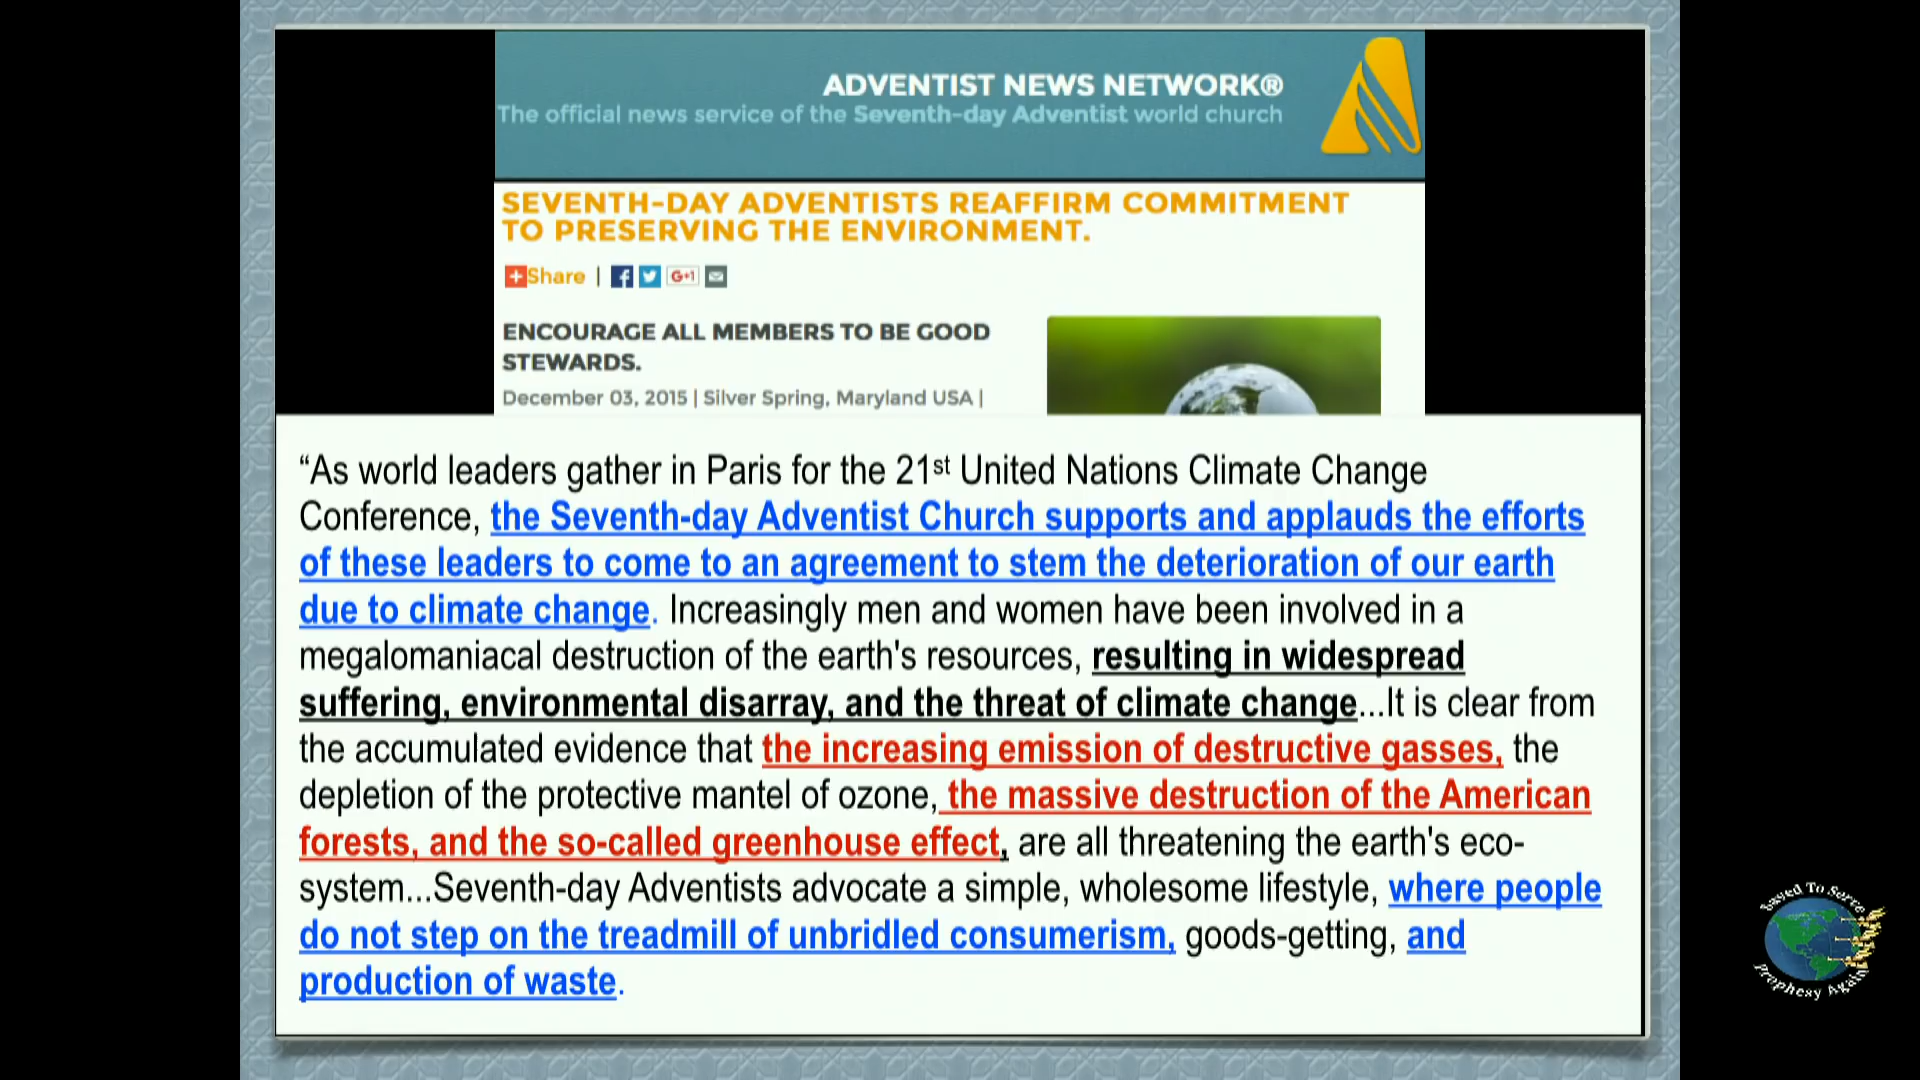 ADVENTIST NEWS NETWORK®
The official news service of the Seventh-day Adventist world church
SEVENTH-DAY ADVENTISTS REAFFIRM COMMITMENT
TO PRESERVING THE ENVIRONMENT.
Share |
G+1
ENCOURAGE ALL MEMBERS TO BE GOOD
STEWARDS.
December 03, 2015 | Silver Spring, Maryland USA |
“As world leaders gather in Paris for the 21st United Nations Climate Change
Conference, the Seventh-day Adventist Church supports and applauds the efforts
of these leaders to come to an agreement to stem the deterioration of our earth
due to climate change. Increasingly men and women have been involved in a
megalomaniacal destruction of the earth's resources, resulting in widespread
suffering, environmental disarray, and the threat of climate change...It is clear from
the accumulated evidence that the increasing emission of destructive gasses, the
depletion of the protective mantel of ozone, the massive destruction of the American
forests, and the so-called greenhouse effect, are all threatening the earth's eco-
system...Seventh-day Adventists advocate a simple, wholesome lifestyle, where people
do not step on the treadmill of unbridled consumerism, goods-getting, and
production of waste.
To Serve
Prophesy Again